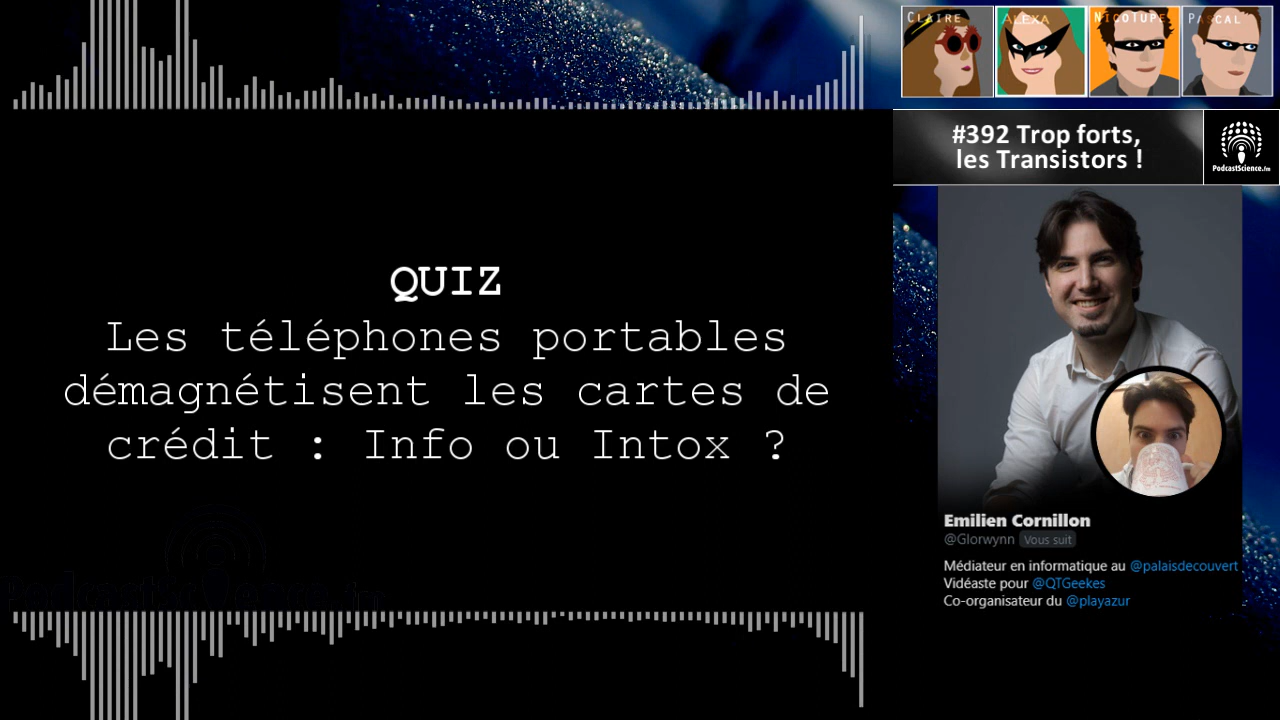 CLAIRE
ALEXA
NICOTUPE
PASCAL
#392 Trop forts,
les Transistors !
PodcastScience.fm
QUIZ
Les téléphones portables
démagnétisent les cartes de
crédit : Info ou Intox ?
Emilien Cornillon
@Glorwynn Vous suit
Médiateur en informatique au @palaisdecouvert
Vidéaste pour @QTGeekes
Co-organisateur du @playazur